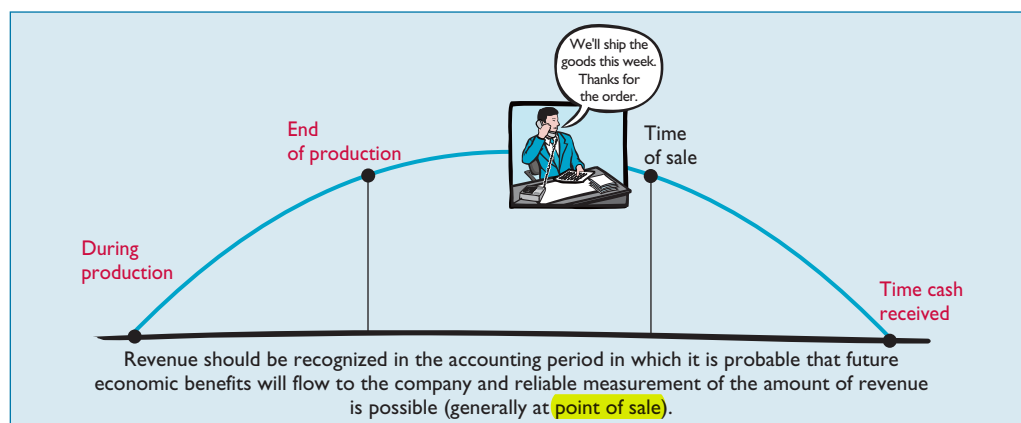 We'll ship the
goods this week.
Thanks for
the order.
End
of production
Time
of sale
During
production
Time cash
received
Revenue should be recognized in the accounting period in which it is probable that future
economic benefits will flow to the company and reliable measurement of the amount of revenue
is possible (generally at point of sale).